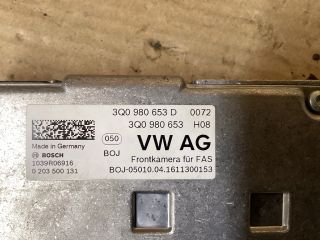 3Q0 980 653 D 0072
3Q0 980 653 H08
050
BOJ
VW AG
Made in Germany
BOSCH
1039R06916
0 203 500 131
Frontkamera für FAS
BOJ-05010.04.1611300153